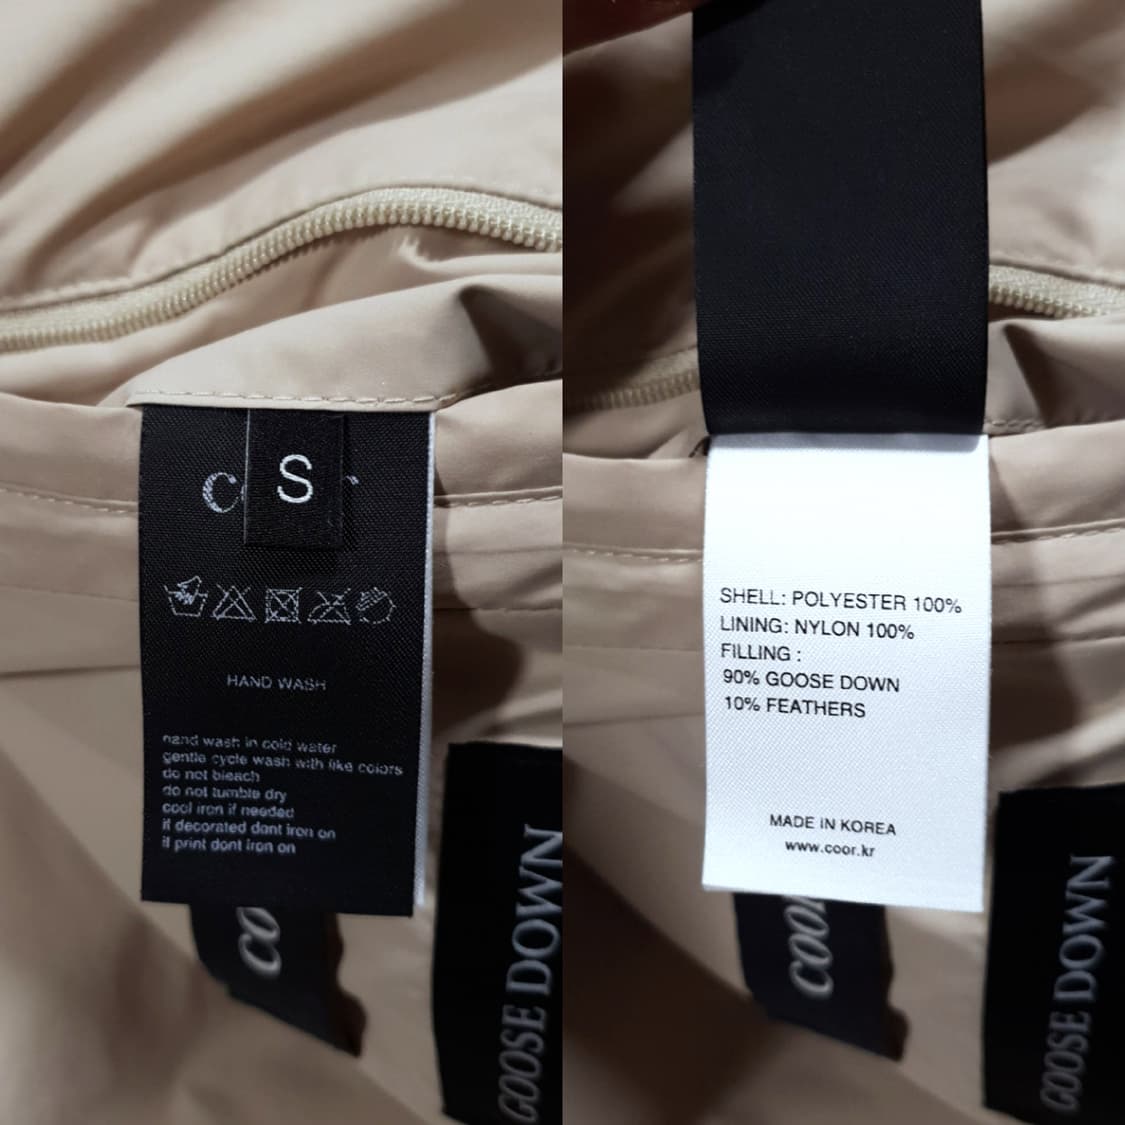 S
HAND WASH
hand wash in cold water
gentle cycle wash with like colors
do not bleach
do not tumble dry
cool iron if needed
if decorated dont iron on
if print dont iron on
CO
GOOSE DOWN
SHELL: POLYESTER 100%
LINING: NYLON 100%
FILLING :
90% GOOSE DOWN
10% FEATHERS
MADE IN KOREA
www.coor.kr
COO
GOOSE DOWN